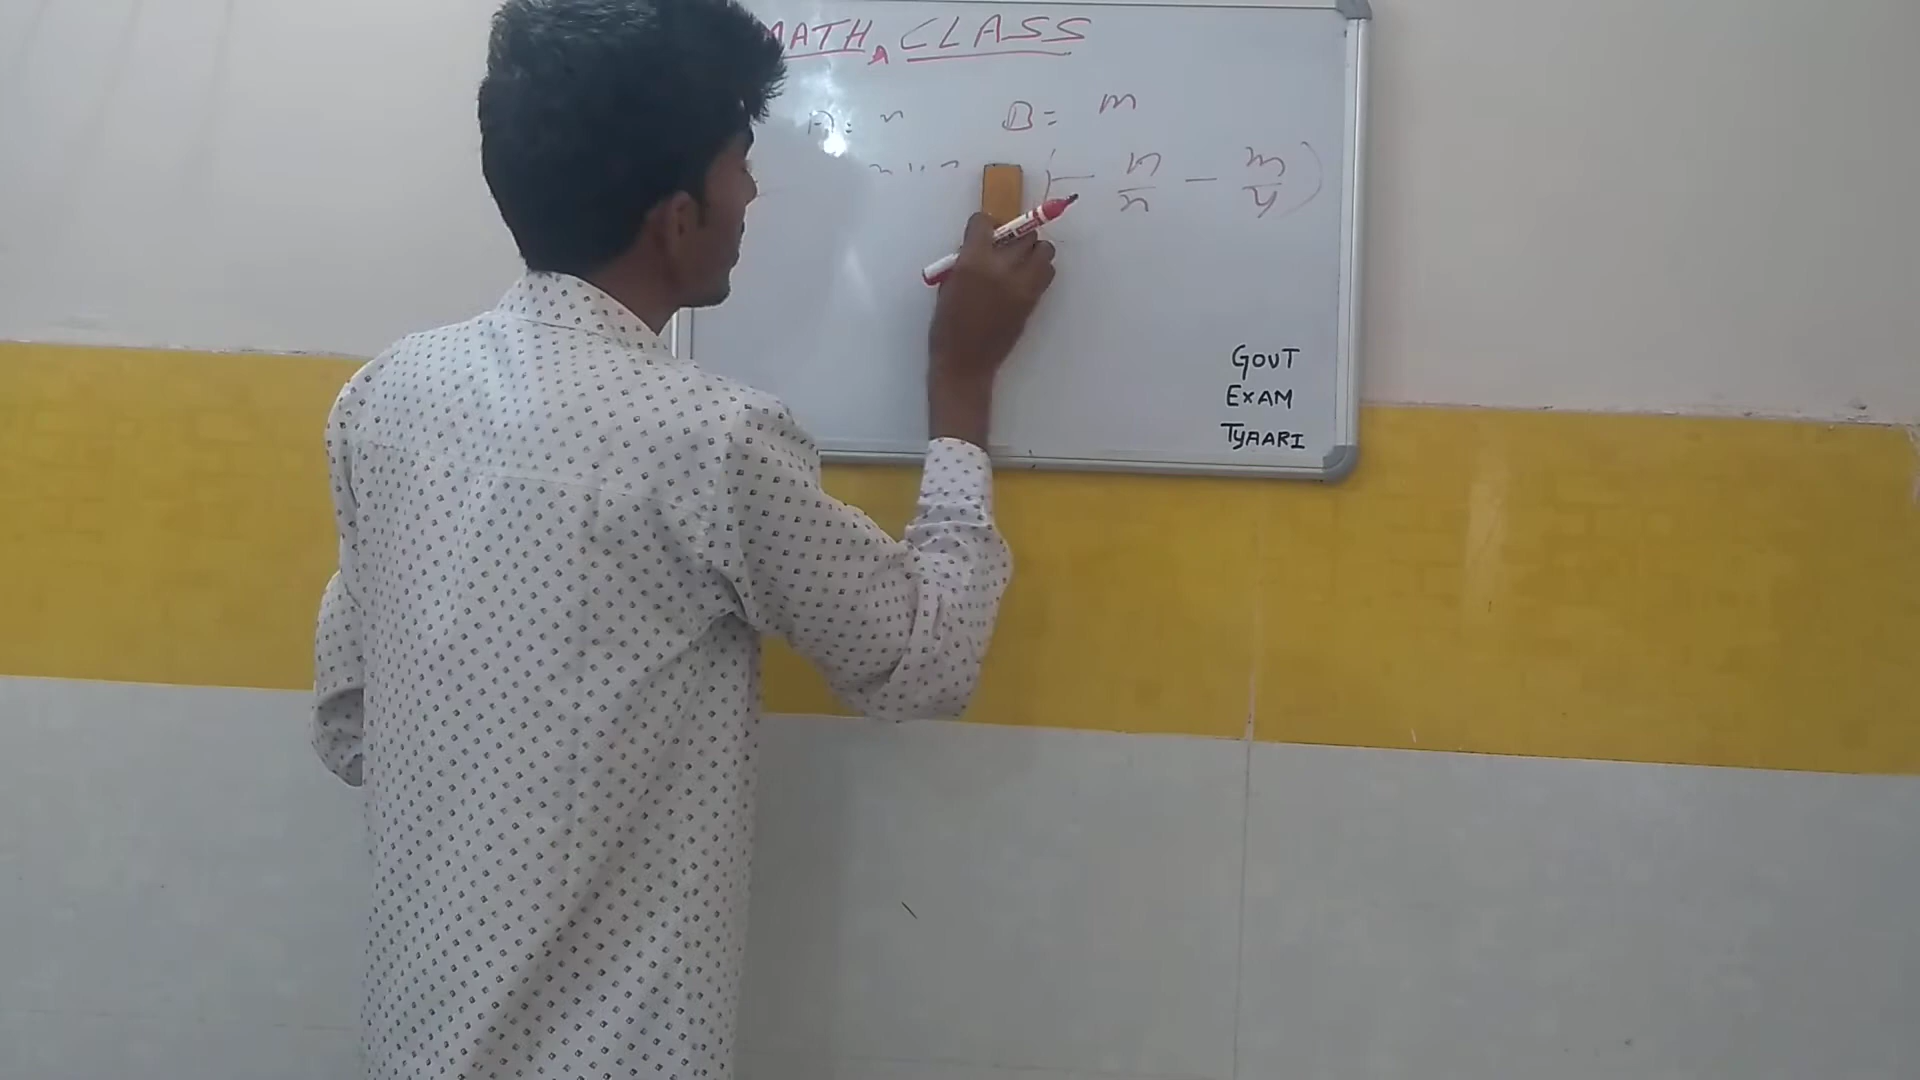 MATH, CLASS
A = n B = m
( - n/n - m/y )
GOVT
EXAM
TYAARI